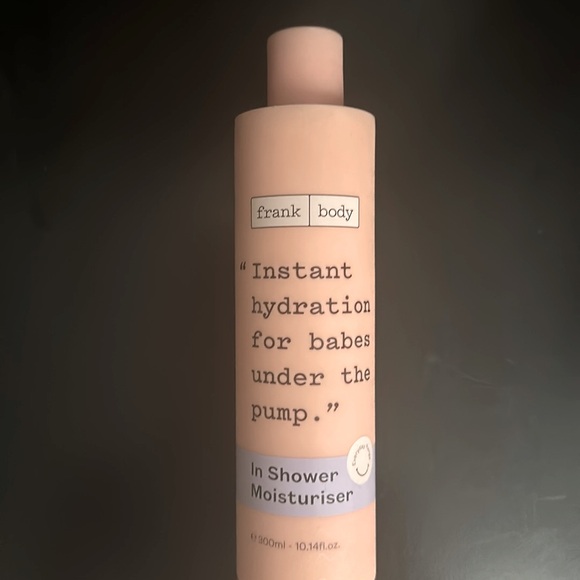 frank body
“Instant
hydration
for babes
under the
pump.”
In Shower
Moisturiser
℮ 300ml - 10.14fl.oz.